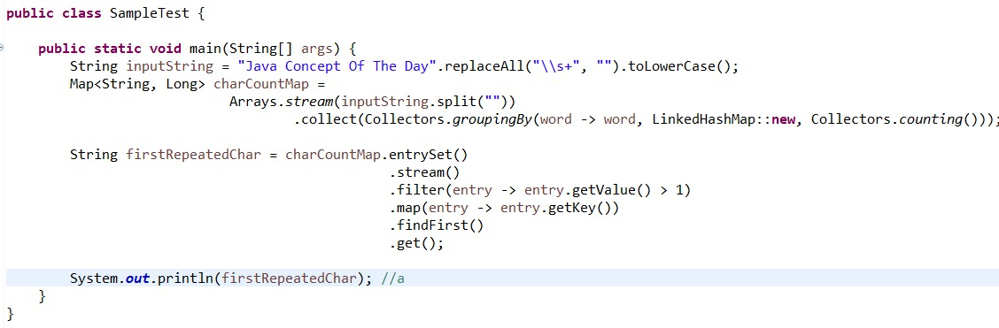 public class SampleTest {
public static void main(String[] args) {
String inputString = "Java Concept Of The Day".replaceAll("\\s+", "").toLowerCase();
Map<String, Long> charCountMap =
Arrays.stream(inputString.split(""))
.collect(Collectors.groupingBy(word -> word, LinkedHashMap::new, Collectors.counting()));
String firstRepeatedChar = charCountMap.entrySet()
.stream()
.filter(entry -> entry.getValue() > 1)
.map(entry -> entry.getKey())
.findFirst()
.get();
System.out.println(firstRepeatedChar); //a
}
}